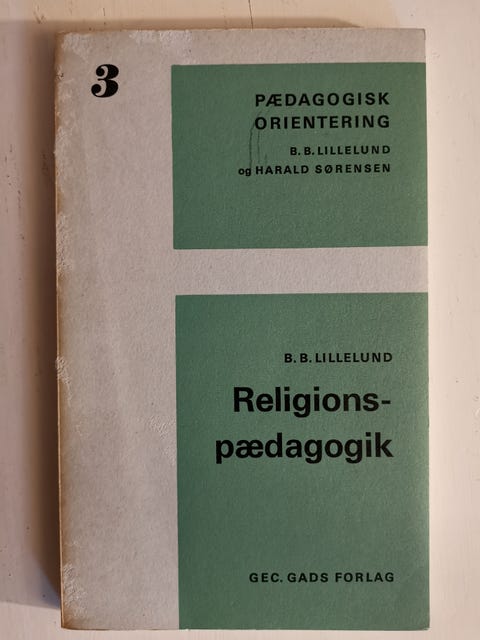 3
PÆDAGOGISK
ORIENTERING
B. B. LILLELUND
og HARALD SØRENSEN
B. B. LILLELUND
Religions-
pædagogik
GEC. GADS FORLAG